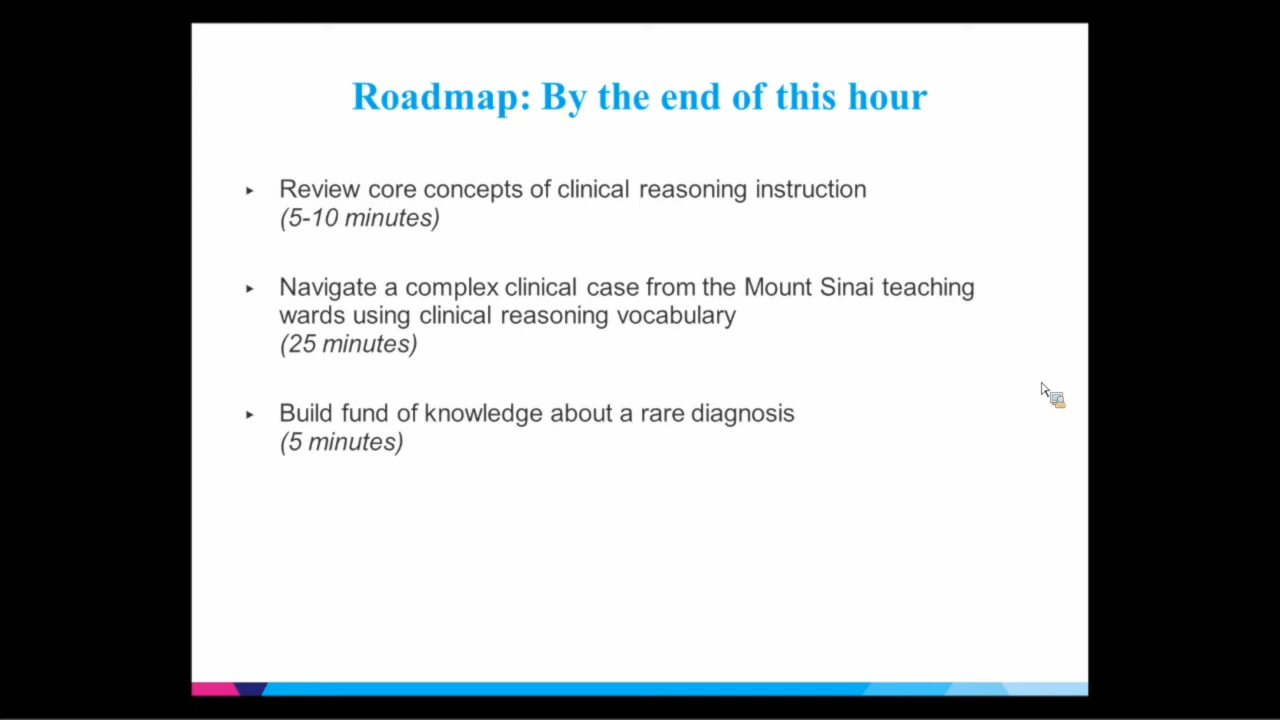 Roadmap: By the end of this hour
▸ Review core concepts of clinical reasoning instruction
(5-10 minutes)
▸ Navigate a complex clinical case from the Mount Sinai teaching
wards using clinical reasoning vocabulary
(25 minutes)
▸ Build fund of knowledge about a rare diagnosis
(5 minutes)